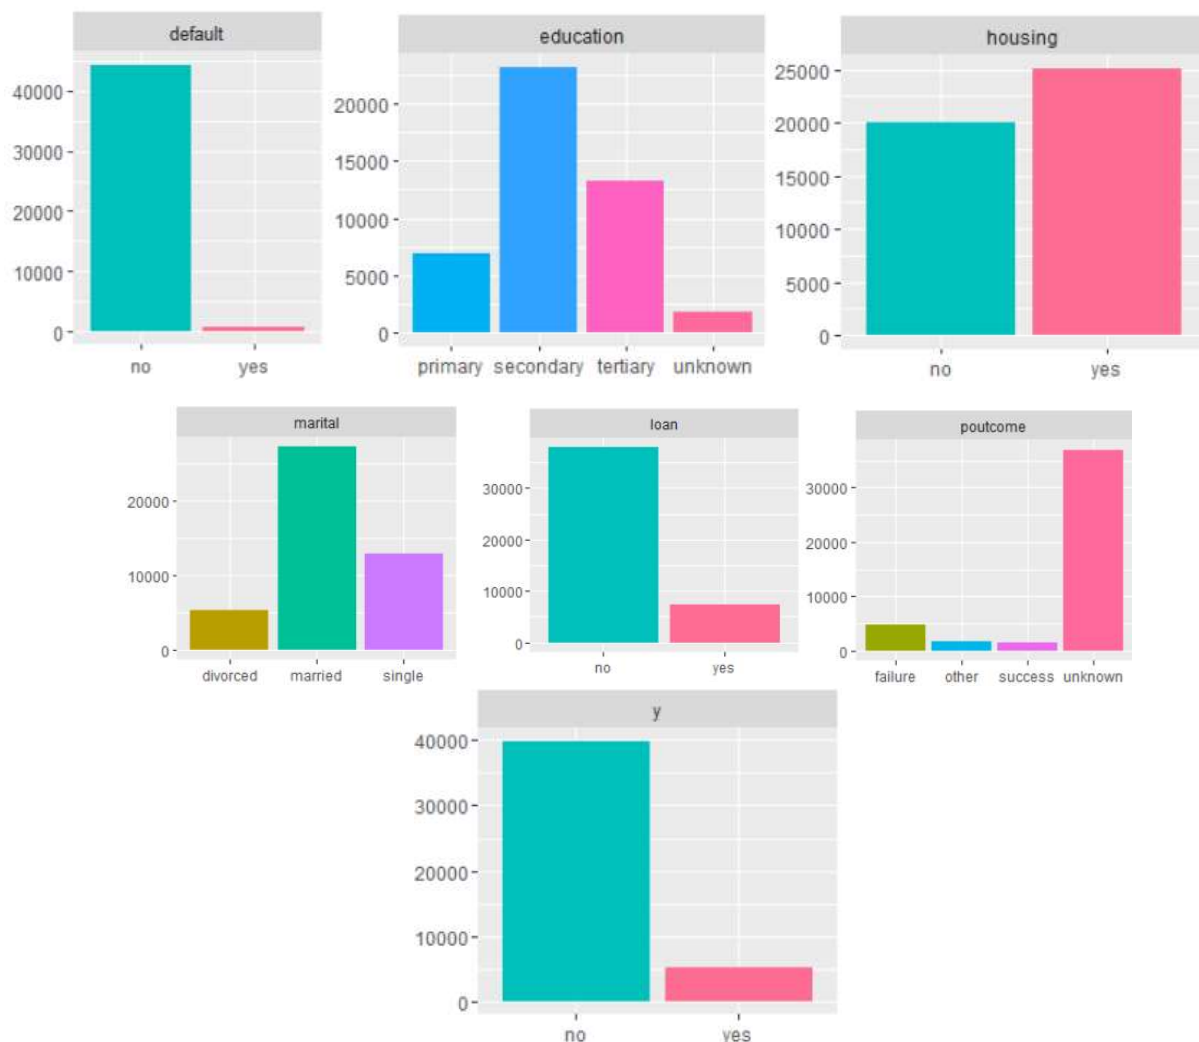 default
40000
30000
20000
10000
0
no yes
education
20000
15000
10000
5000
0
primary secondary tertiary unknown
housing
25000
20000
15000
10000
5000
0
no yes
marital
20000
10000
0
divorced married single
loan
30000
20000
10000
0
no yes
poutcome
30000
20000
10000
0
failure other success unknown
y
40000
30000
20000
10000
0
no yes